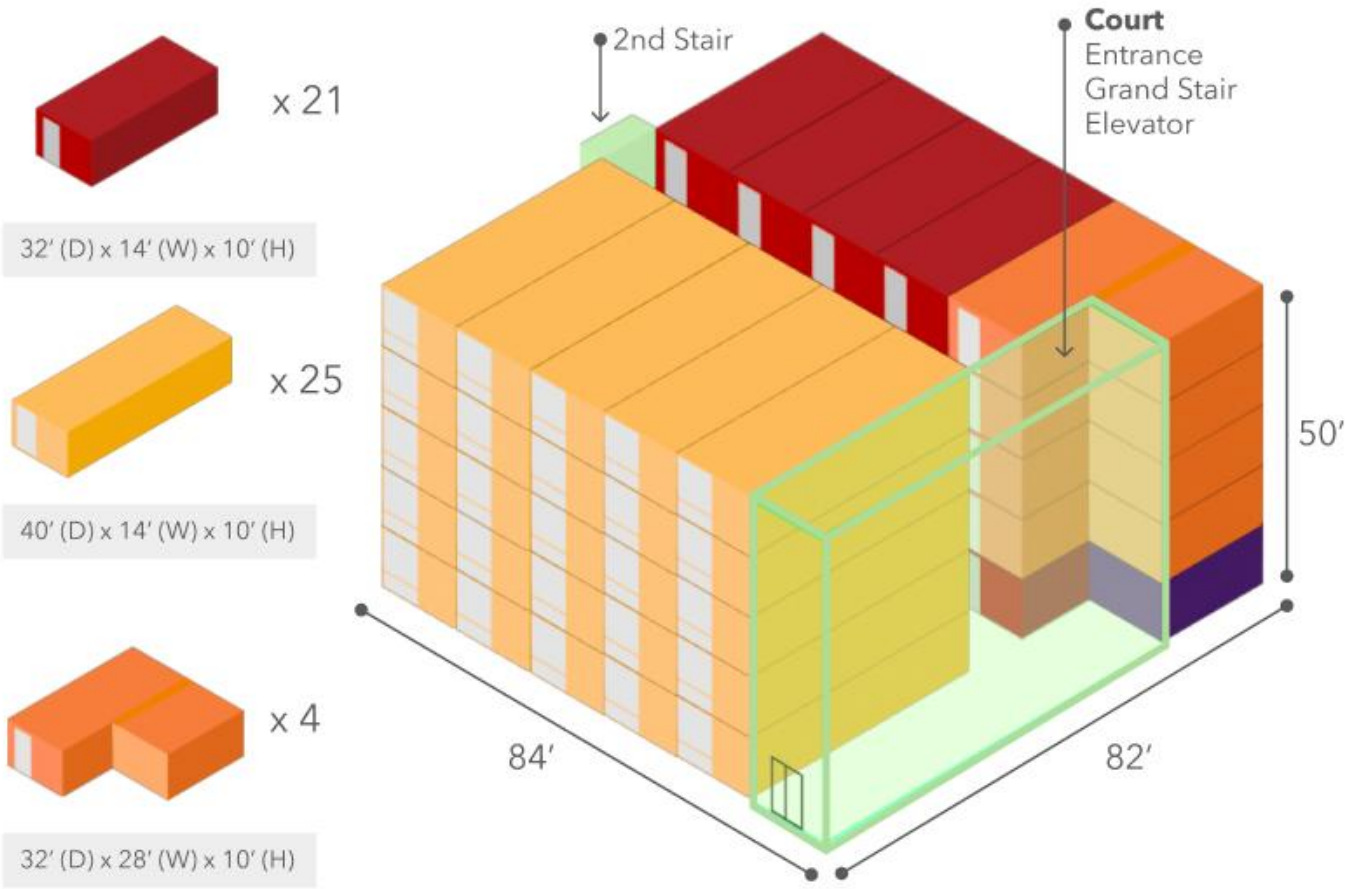 2nd Stair
Court
Entrance
Grand Stair
Elevator
x 21
32′ (D) x 14′ (W) x 10′ (H)
x 25
40′ (D) x 14′ (W) x 10′ (H)
x 4
32′ (D) x 28′ (W) x 10′ (H)
50′
84′
82′